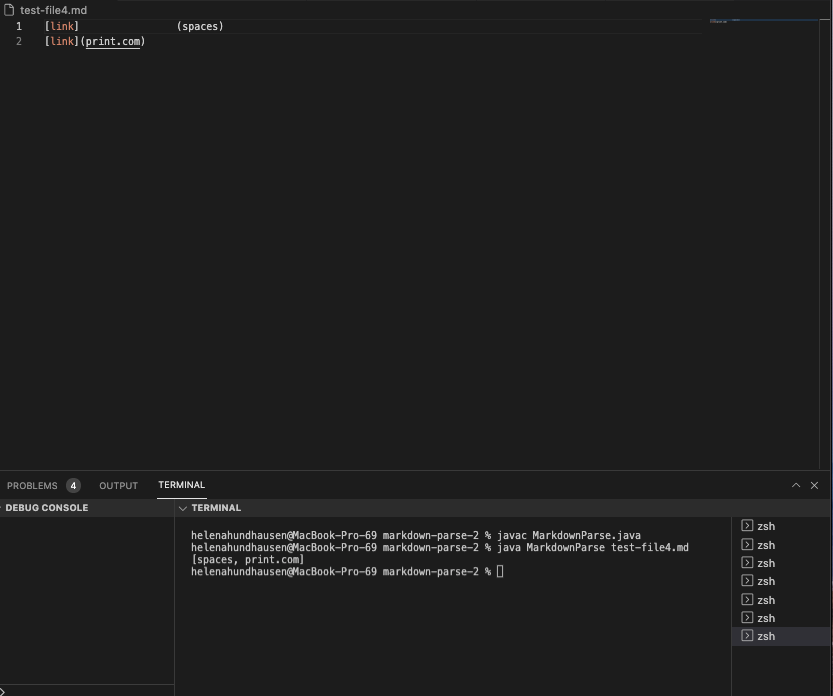 test-file4.md
1 [link] (spaces)
2 [link](print.com)
PROBLEMS 4 OUTPUT TERMINAL
DEBUG CONSOLE
TERMINAL
helenahundhausen@MacBook-Pro-69 markdown-parse-2 % javac MarkdownParse.java
helenahundhausen@MacBook-Pro-69 markdown-parse-2 % java MarkdownParse test-file4.md
[spaces, print.com]
helenahundhausen@MacBook-Pro-69 markdown-parse-2 %
zsh
zsh
zsh
zsh
zsh
zsh
zsh